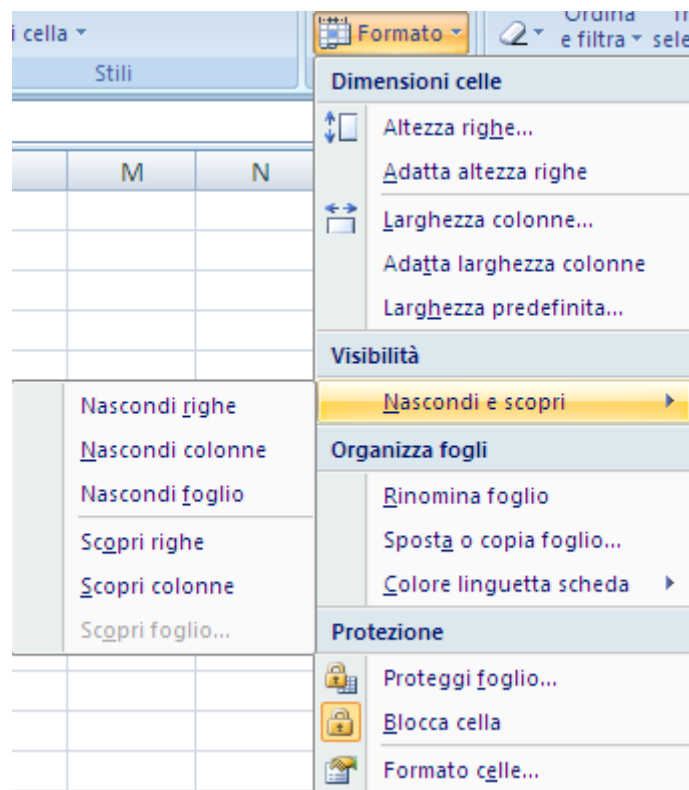 i cella
Stili
Formato
Ordina
e filtra
Dimensioni celle
Altezza righe...
Adatta altezza righe
M N
Larghezza colonne...
Adatta larghezza colonne
Larghezza predefinita...
Visibilità
Nascondi e scopri
Nascondi righe
Nascondi colonne
Nascondi foglio
Scopri righe
Scopri colonne
Scopri foglio...
Organizza fogli
Rinomina foglio
Sposta o copia foglio...
Colore linguetta scheda
Protezione
Proteggi foglio...
Blocca cella
Formato celle...